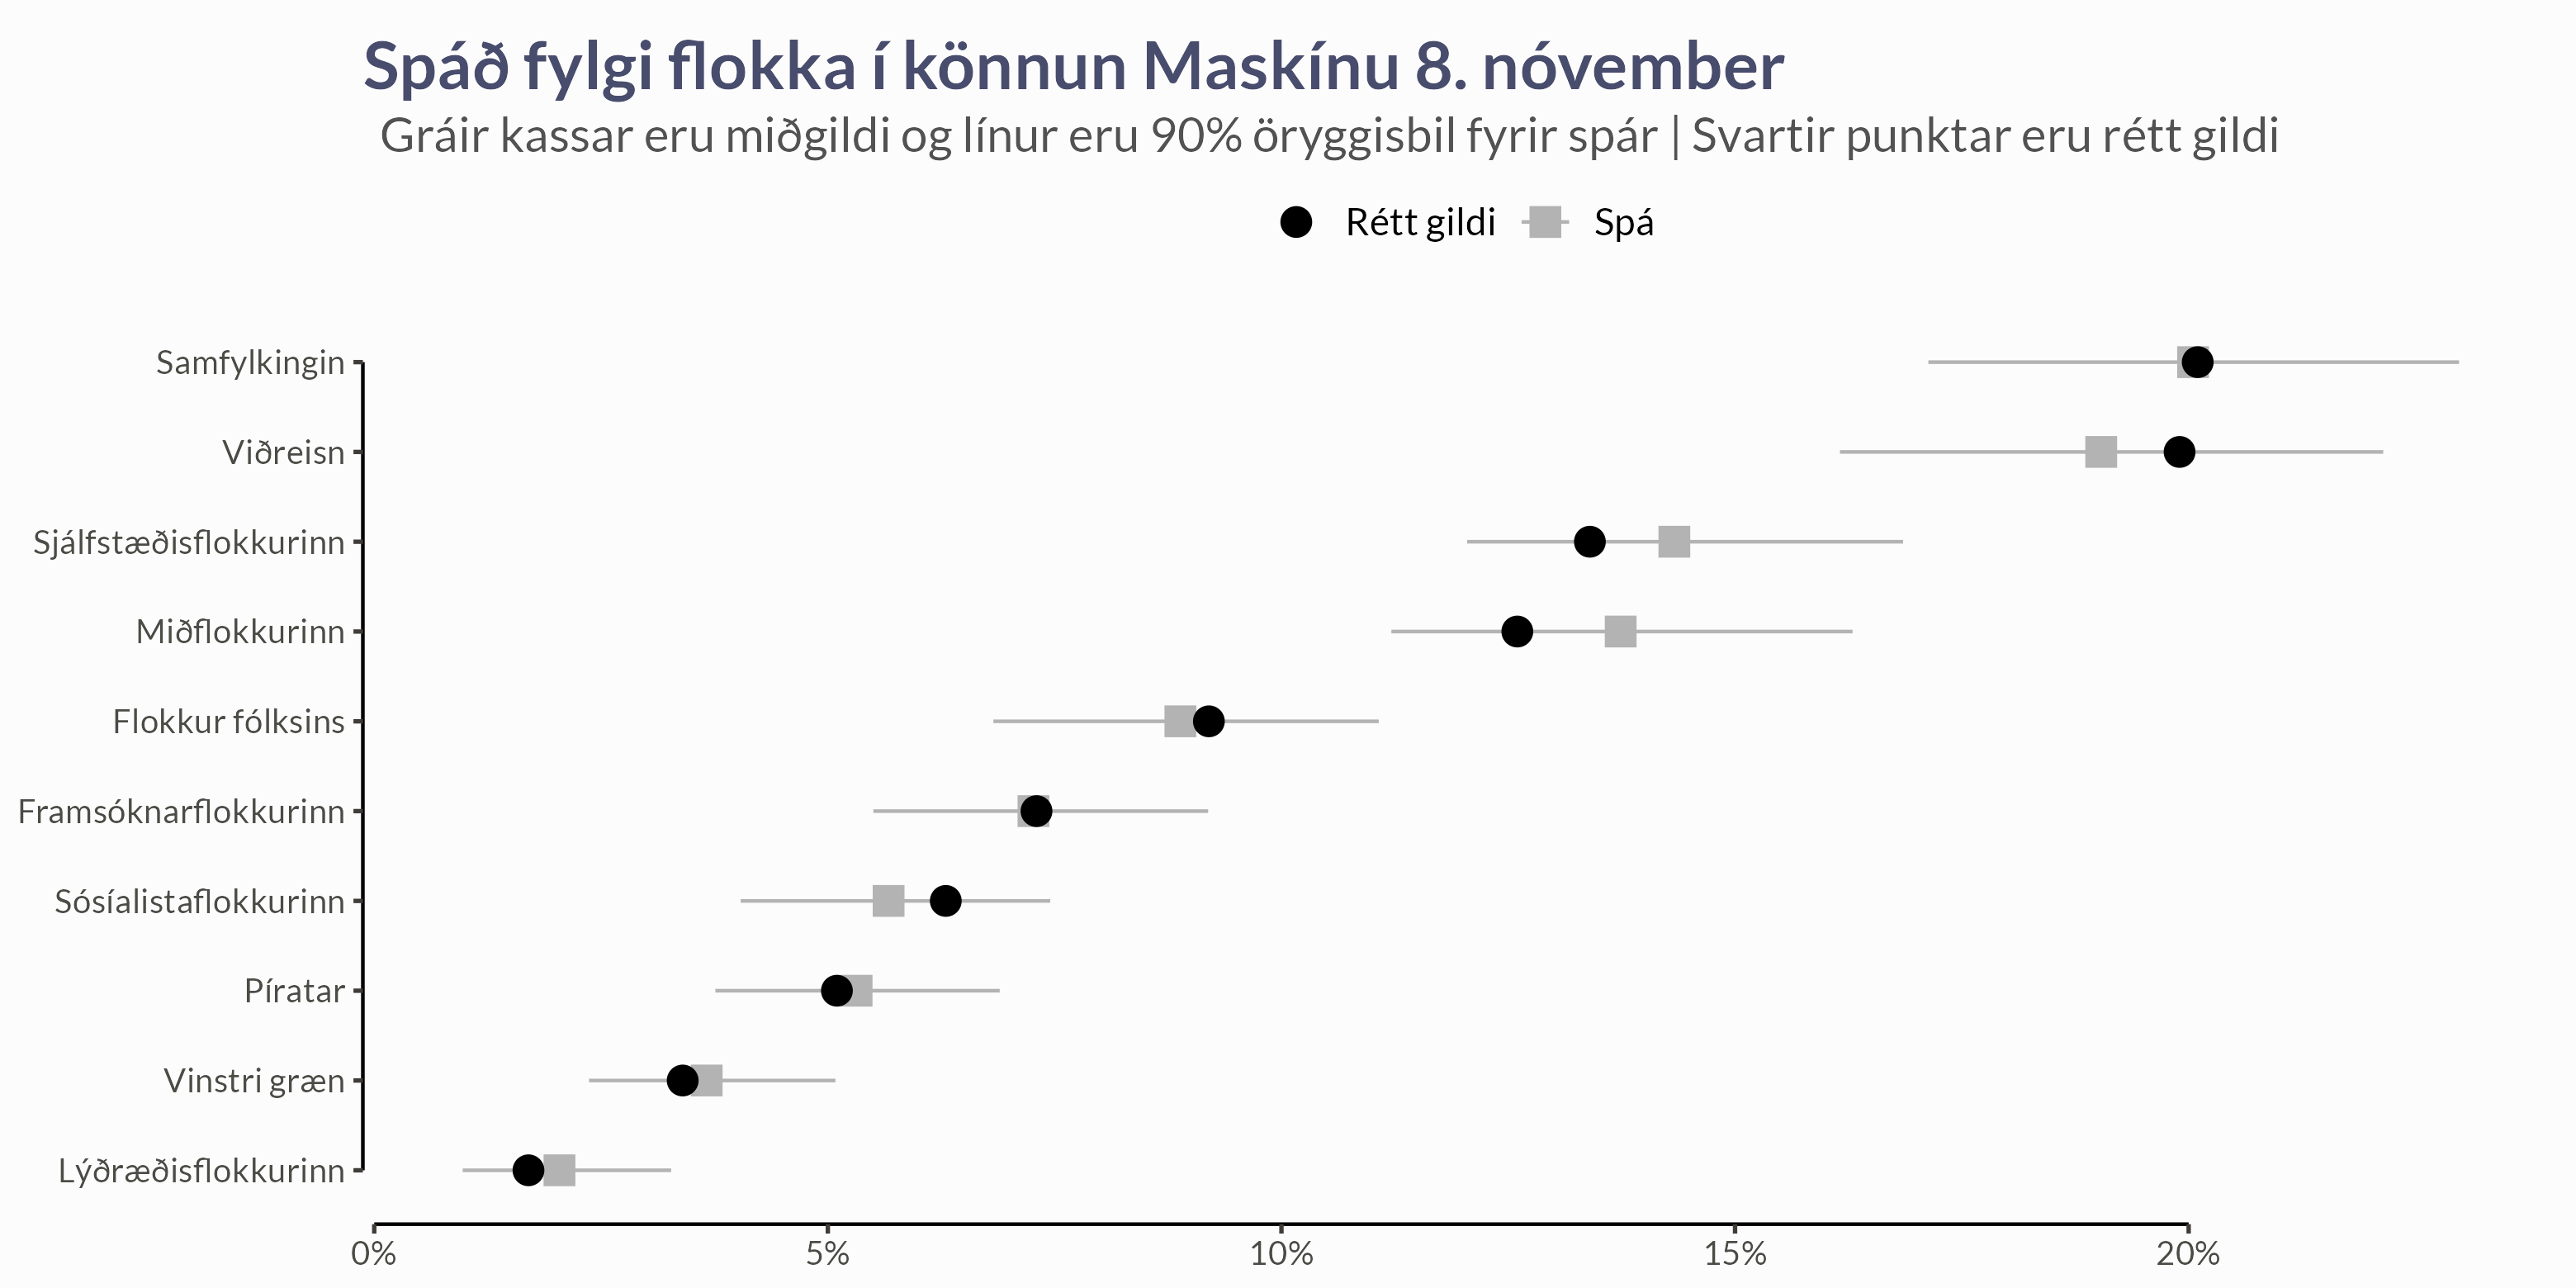 Spáð fylgi flokka í könnun Maskínu 8. nóvember
Gráir kassar eru miðgildi og línur eru 90% öryggisbil fyrir spár | Svartir punktar eru rétt gildi
Rétt gildi Spá
Samfylkingin
Viðreisn
Sjálfstæðisflokkurinn
Miðflokkurinn
Flokkur fólksins
Framsóknarflokkurinn
Sósíalistaflokkurinn
Píratar
Vinstri græn
Lýðræðisflokkurinn
0% 5% 10% 15% 20%